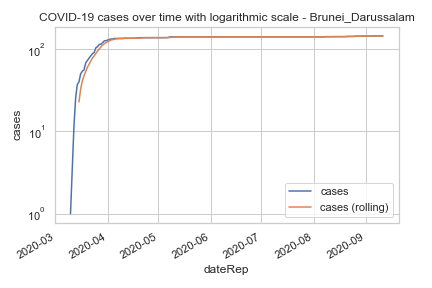 COVID-19 cases over time with logarithmic scale - Brunei_Darussalam
10²
10¹
10⁰
cases
2020-03
2020-04
2020-05
2020-06
2020-07
2020-08
2020-09
dateRep
cases
cases (rolling)